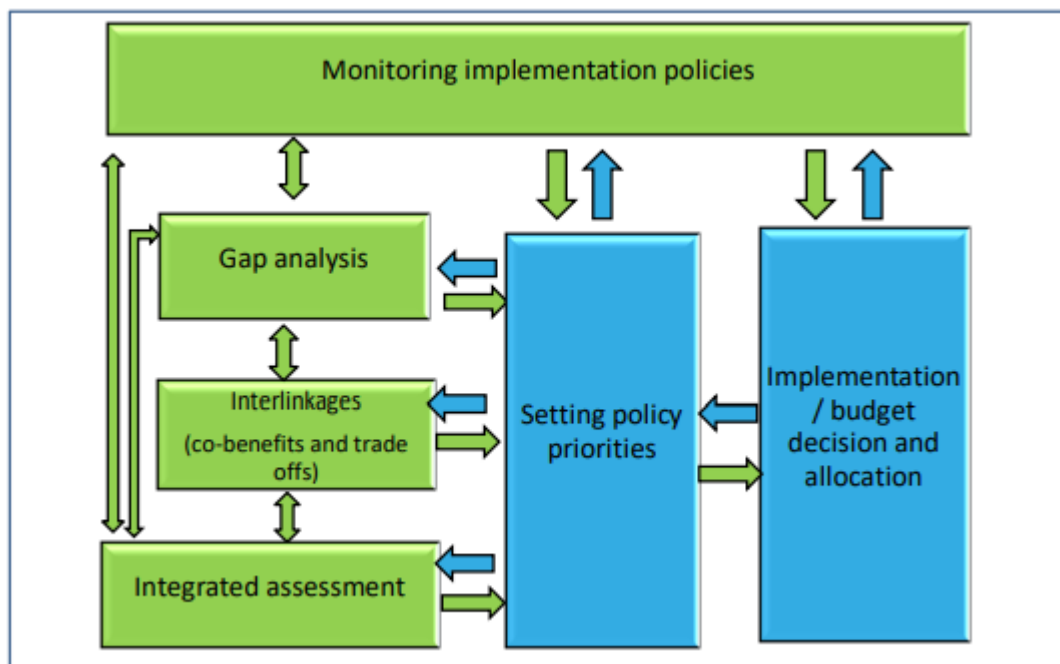 Monitoring implementation policies
Gap analysis
Interlinkages
(co-benefits and trade
offs)
Integrated assessment
Setting policy
priorities
Implementation
/ budget
decision and
allocation